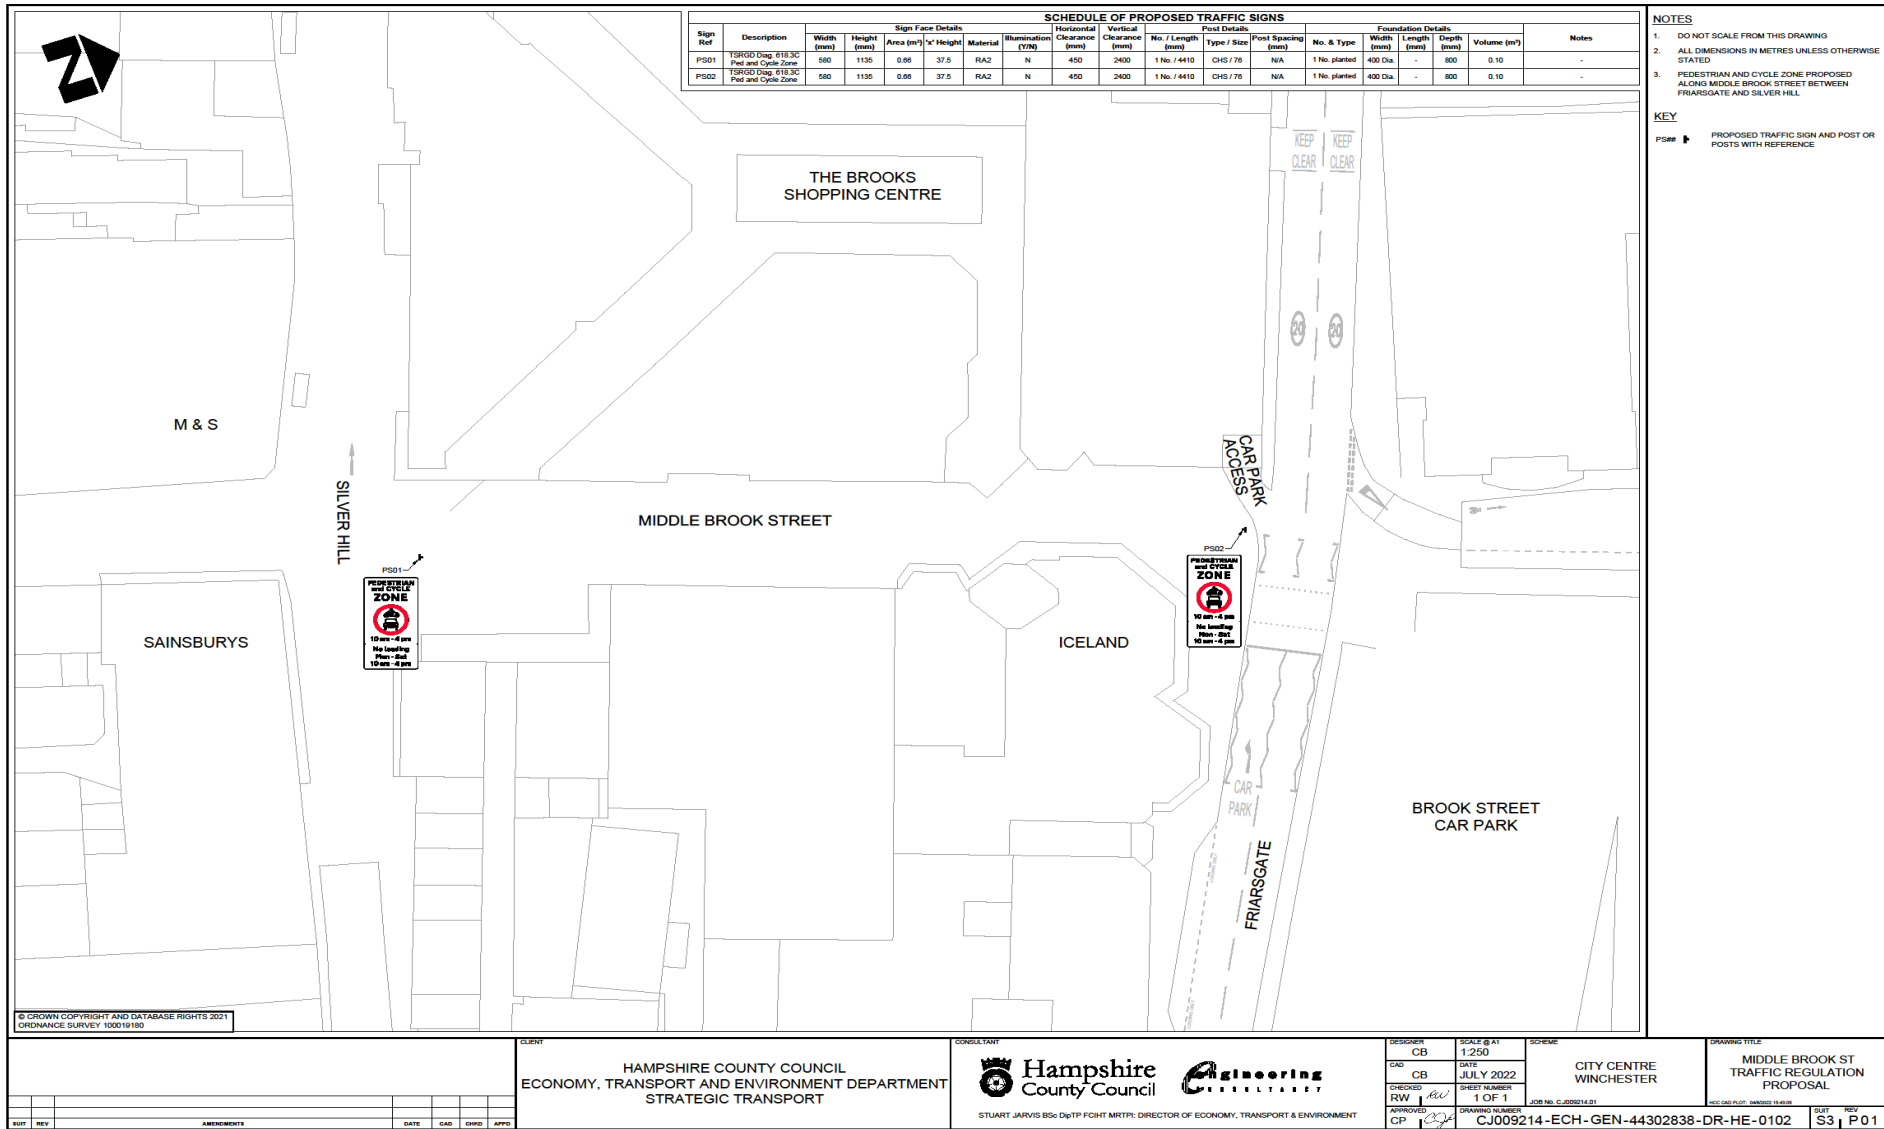 SCHEDULE OF PROPOSED TRAFFIC SIGNS
Sign Ref | Description | Sign Face Details | Horizontal Clearance (mm) | Vertical Clearance (mm) | Post Details | Foundation Details | Notes
Width (mm) | Height (mm) | Area (m²) | 'x' Height | Material | Illumination (Y/N) | No. / Length (mm) | Type / Size | Post Spacing (mm) | No. & Type | Width (mm) | Length (mm) | Depth (mm) | Volume (m³)
PS01 | TSRGD Diag. 618.3C Ped and Cycle Zone | 580 | 1135 | 0.66 | 37.5 | RA2 | N | 450 | 2400 | 1 No. / 4410 | CHS / 76 | N/A | 1 No. planted | 400 Dia. | - | 800 | 0.10 | -
PS02 | TSRGD Diag. 618.3C Ped and Cycle Zone | 580 | 1135 | 0.66 | 37.5 | RA2 | N | 450 | 2400 | 1 No. / 4410 | CHS / 76 | N/A | 1 No. planted | 400 Dia. | - | 800 | 0.10 | -
NOTES
1. DO NOT SCALE FROM THIS DRAWING
2. ALL DIMENSIONS IN METRES UNLESS OTHERWISE
STATED
3. PEDESTRIAN AND CYCLE ZONE PROPOSED
ALONG MIDDLE BROOK STREET BETWEEN
FRIARSGATE AND SILVER HILL
KEY
PS## PROPOSED TRAFFIC SIGN AND POST OR
POSTS WITH REFERENCE
Z
THE BROOKS
SHOPPING CENTRE
KEEP KEEP
CLEAR CLEAR
20 20
M & S
CAR PARK
ACCESS
SILVER HILL
MIDDLE BROOK STREET
PS01
PEDESTRIAN
and CYCLE
ZONE
10 am - 4 pm
No loading
Mon - Sat
10 am - 4 pm
PS02
PEDESTRIAN
and CYCLE
ZONE
10 am - 4 pm
No loading
Mon - Sat
10 am - 4 pm
SAINSBURYS
ICELAND
CAR
PARK
BROOK STREET
CAR PARK
FRIARSGATE
LOADING ONLY
LOADING ONLY
© CROWN COPYRIGHT AND DATABASE RIGHTS 2021
ORDNANCE SURVEY 100019180
SUIT REV AMENDMENTS DATE CAD CHKD APPD
CLIENT
HAMPSHIRE COUNTY COUNCIL
ECONOMY, TRANSPORT AND ENVIRONMENT DEPARTMENT
STRATEGIC TRANSPORT
CONSULTANT
Hampshire
County Council
Engineering
CONSULTANCY
STUART JARVIS BSc DipTP FCIHT MRTPI: DIRECTOR OF ECONOMY, TRANSPORT & ENVIRONMENT
DESIGNER
CB
CAD
CB
CHECKED
RW RW
APPROVED
CP
SCALE @ A1
1:250
DATE
JULY 2022
SHEET NUMBER
1 OF 1
SCHEME
CITY CENTRE
WINCHESTER
JOB No. CJ009214.01
DRAWING TITLE
MIDDLE BROOK ST
TRAFFIC REGULATION
PROPOSAL
DRAWING NUMBER
CJ009214-ECH-GEN-44302838-DR-HE-0102
SUIT
S3
REV
P01